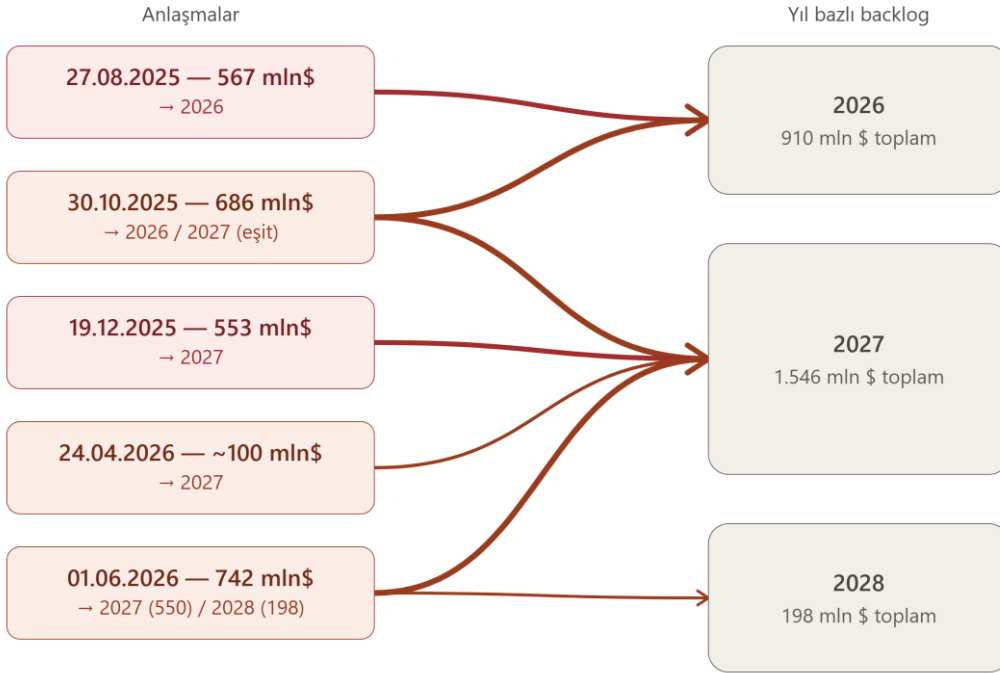 Anlaşmalar
27.08.2025 — 567 mln$
→ 2026
30.10.2025 — 686 mln$
→ 2026 / 2027 (eşit)
19.12.2025 — 553 mln$
→ 2027
24.04.2026 — ~100 mln$
→ 2027
01.06.2026 — 742 mln$
→ 2027 (550) / 2028 (198)
Yıl bazlı backlog
2026
910 mln $ toplam
2027
1.546 mln $ toplam
2028
198 mln $ toplam